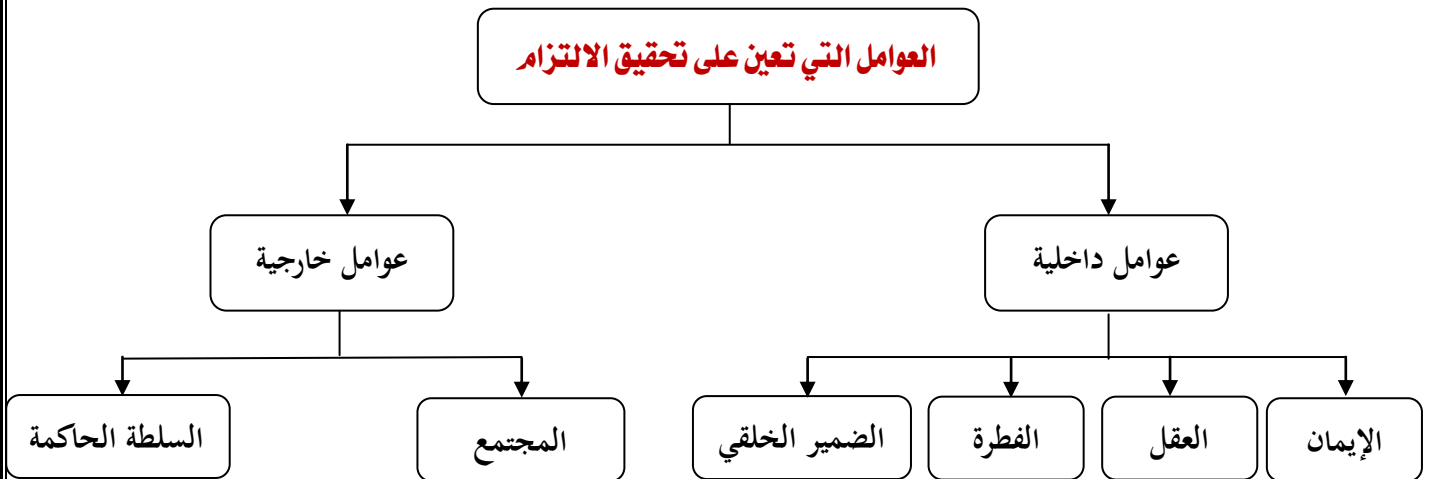 العوامل التي تعين على تحقيق الالتزام
عوامل داخلية
عوامل خارجية
الإيمان
العقل
الفطرة
الضمير الخلقي
المجتمع
السلطة الحاكمة